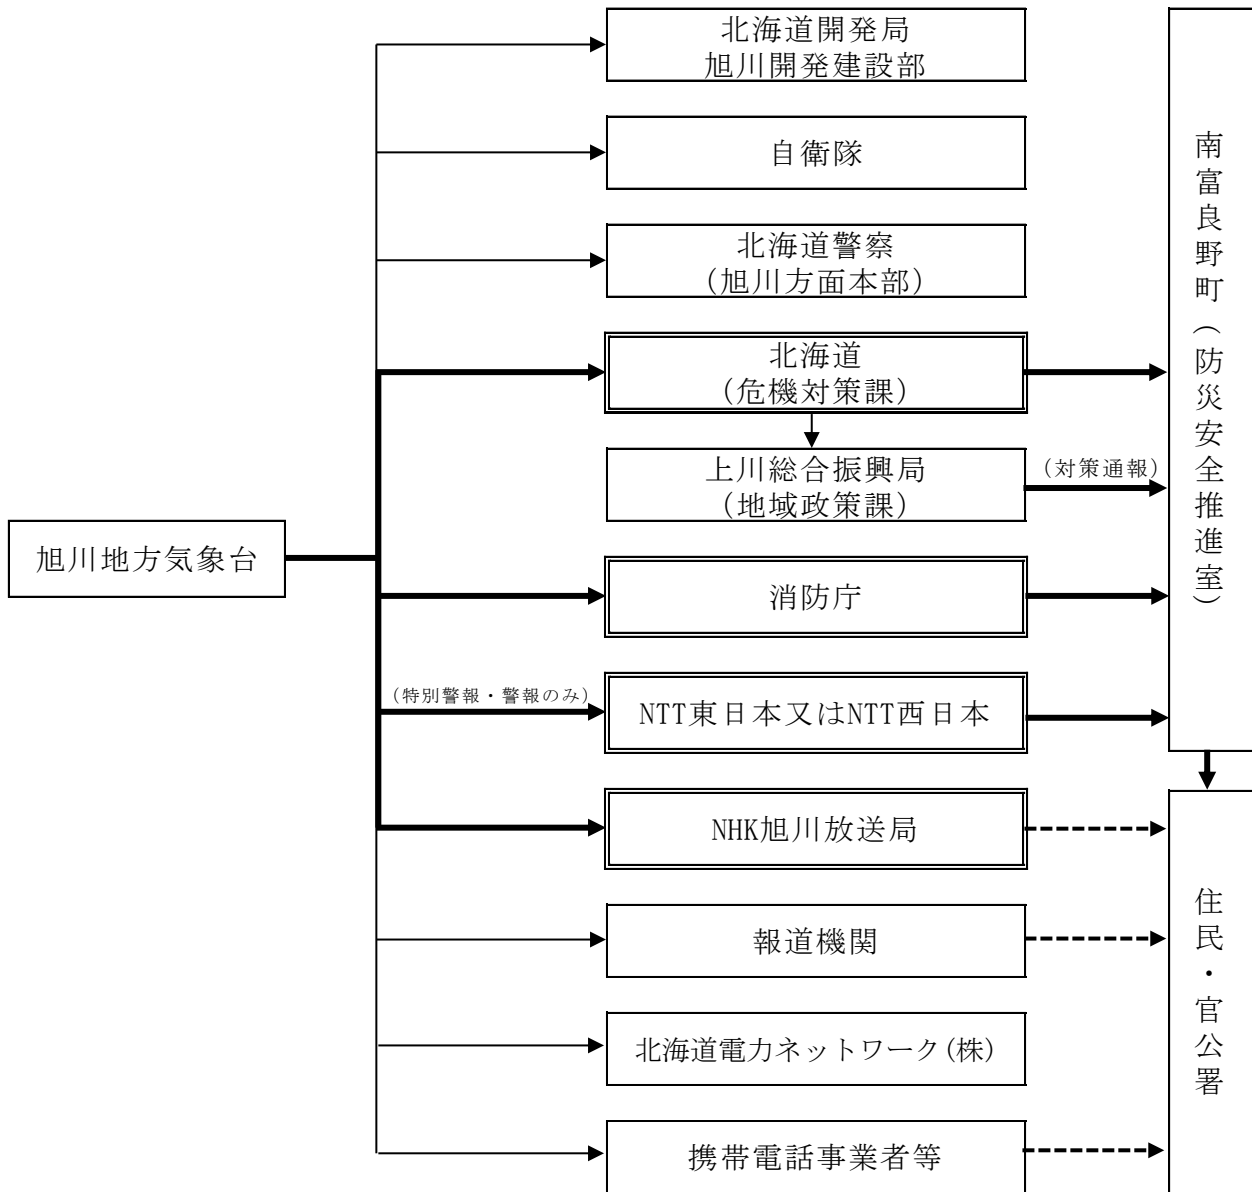 北海道開発局
旭川開発建設部
自衛隊
北海道警察
(旭川方面本部)
北海道
(危機対策課)
上川総合振興局
(地域政策課)
(対策通報)
旭川地方気象台
消防庁
(特別警報・警報のみ)
NTT東日本又はNTT西日本
NHK旭川放送局
報道機関
北海道電力ネットワーク(株)
携帯電話事業者等
南富良野町(防災安全推進室)
住民・官公署